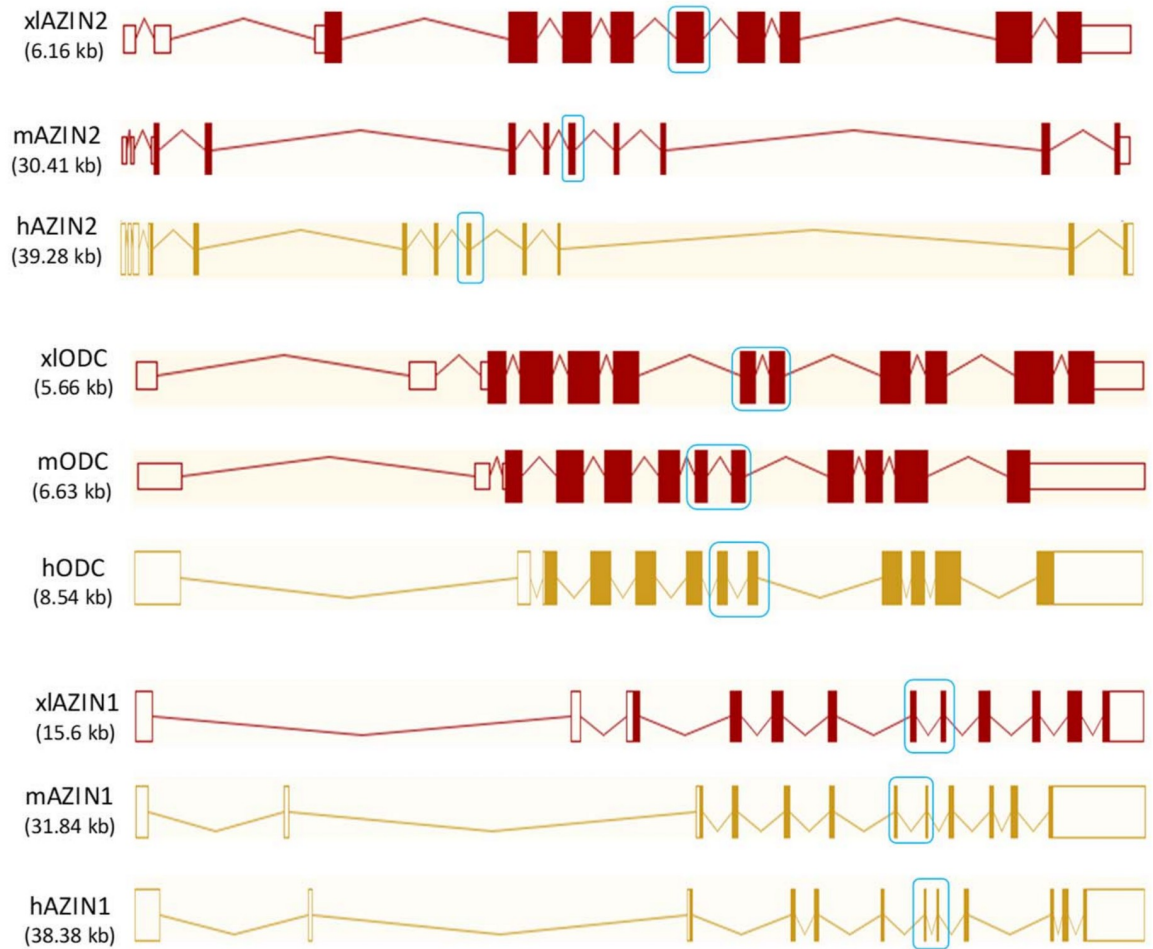 xlAZIN2
(6.16 kb)
mAZIN2
(30.41 kb)
hAZIN2
(39.28 kb)
xlODC
(5.66 kb)
mODC
(6.63 kb)
hODC
(8.54 kb)
xlAZIN1
(15.6 kb)
mAZIN1
(31.84 kb)
hAZIN1
(38.38 kb)